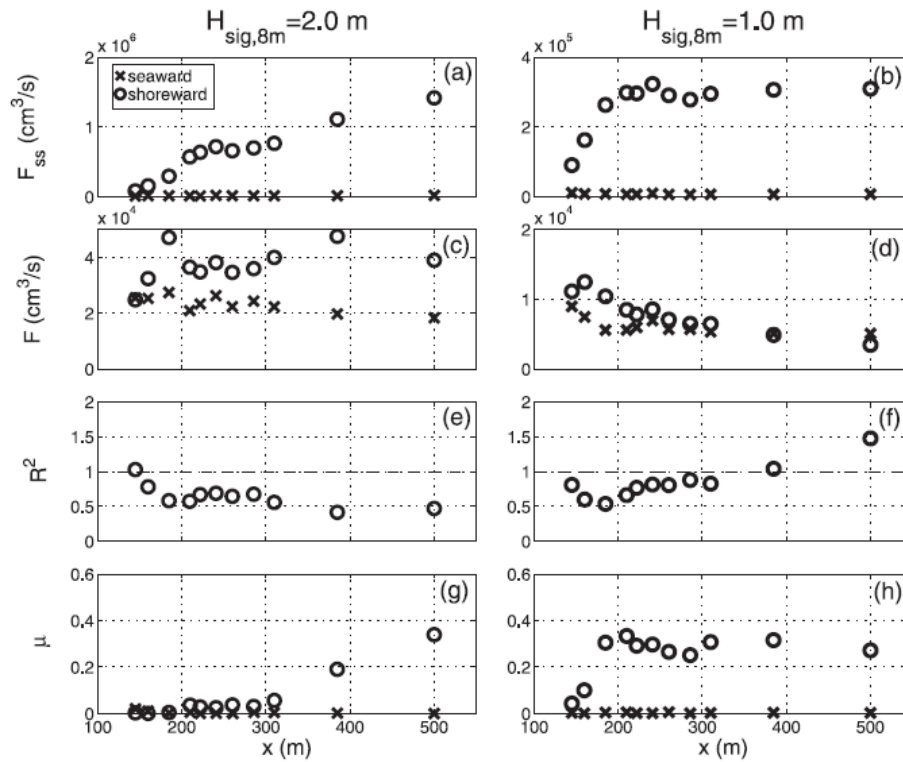 H_sig,8m=2.0 m
H_sig,8m=1.0 m
x 10^6
x 10^5
2
1
0
F_ss (cm^3/s)
×seaward
○shoreward
(a)
4
2
0
(b)
x 10^4
x 10^4
4
2
0
F (cm^3/s)
(c)
2
1
0
(d)
2
1.5
1
0.5
0
R^2
(e)
2
1.5
1
0.5
0
(f)
0.6
0.4
0.2
0
μ
(g)
0.6
0.4
0.2
0
(h)
100 200 300 400 500
x (m)
100 200 300 400 500
x (m)